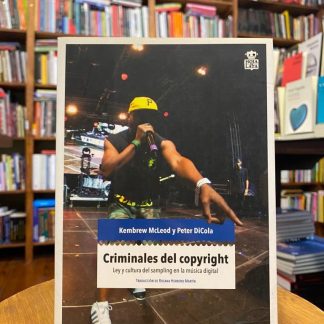 Kembrew McLeod y Peter DiCola
Criminales del copyright
Ley y cultura del sampling en la música digital